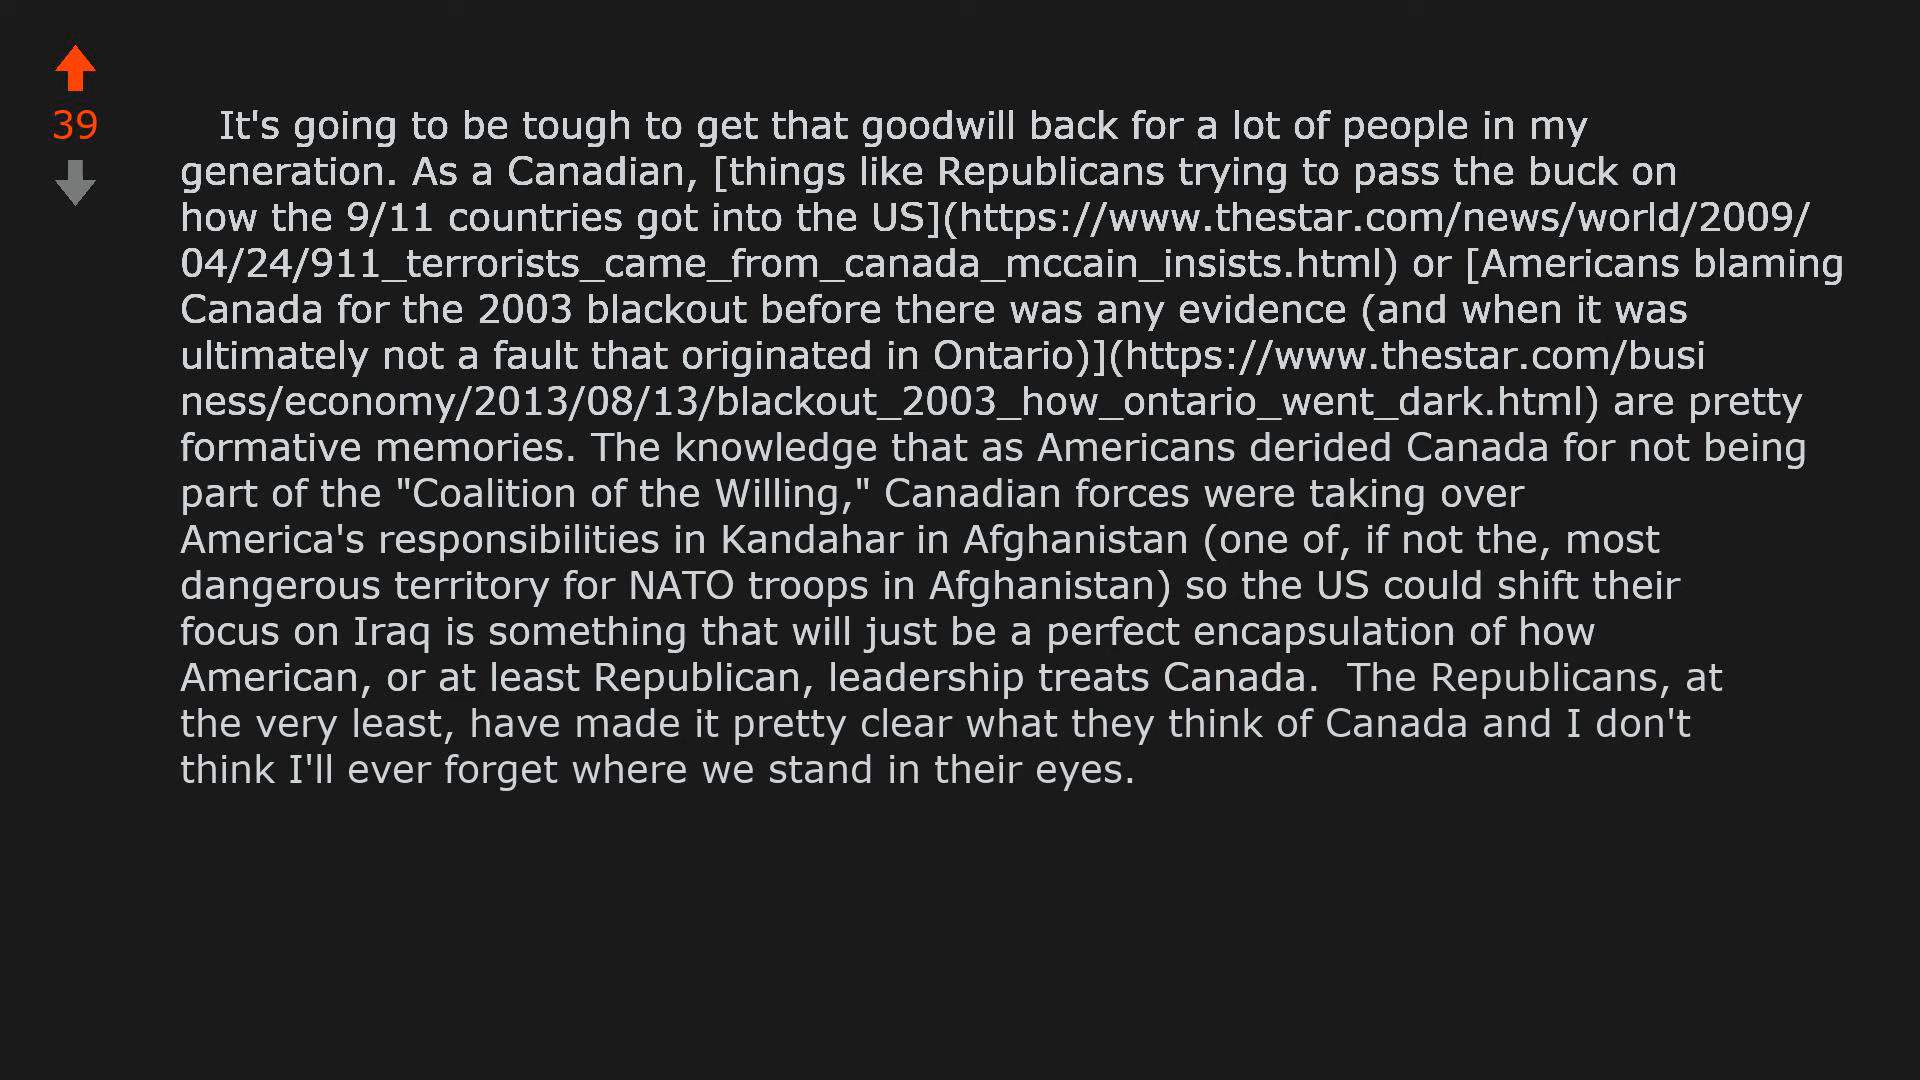 39
It's going to be tough to get that goodwill back for a lot of people in my
generation. As a Canadian, [things like Republicans trying to pass the buck on
how the 9/11 countries got into the US](https://www.thestar.com/news/world/2009/
04/24/911_terrorists_came_from_canada_mccain_insists.html) or [Americans blaming
Canada for the 2003 blackout before there was any evidence (and when it was
ultimately not a fault that originated in Ontario)](https://www.thestar.com/busi
ness/economy/2013/08/13/blackout_2003_how_ontario_went_dark.html) are pretty
formative memories. The knowledge that as Americans derided Canada for not being
part of the "Coalition of the Willing," Canadian forces were taking over
America's responsibilities in Kandahar in Afghanistan (one of, if not the, most
dangerous territory for NATO troops in Afghanistan) so the US could shift their
focus on Iraq is something that will just be a perfect encapsulation of how
American, or at least Republican, leadership treats Canada.  The Republicans, at
the very least, have made it pretty clear what they think of Canada and I don't
think I'll ever forget where we stand in their eyes.